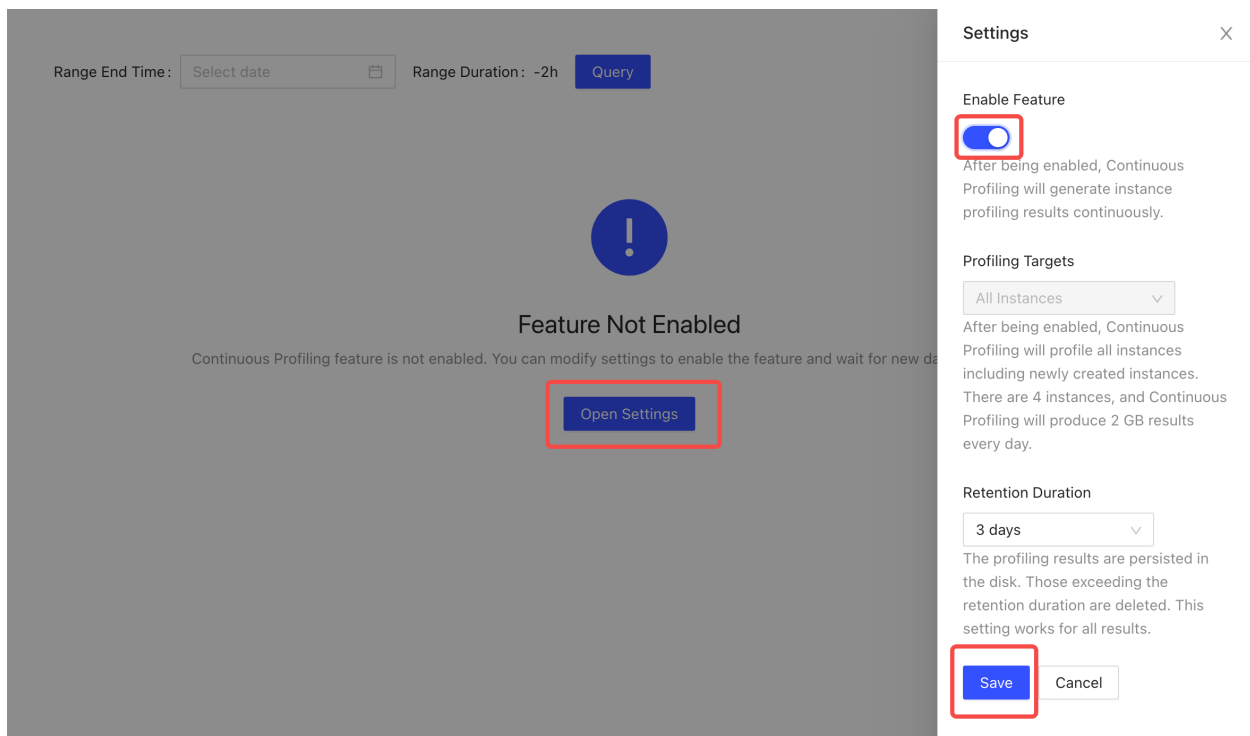 Range End Time: Select date Range Duration: -2h Query
Feature Not Enabled
Continuous Profiling feature is not enabled. You can modify settings to enable the feature and wait for new da
Open Settings
Settings
Enable Feature
After being enabled, Continuous
Profiling will generate instance
profiling results continuously.
Profiling Targets
All Instances
After being enabled, Continuous
Profiling will profile all instances
including newly created instances.
There are 4 instances, and Continuous
Profiling will produce 2 GB results
every day.
Retention Duration
3 days
The profiling results are persisted in
the disk. Those exceeding the
retention duration are deleted. This
setting works for all results.
Save Cancel